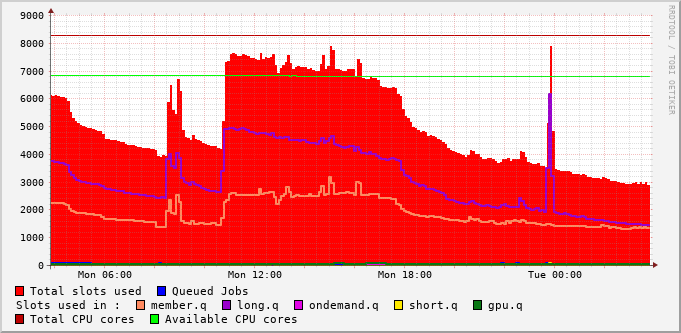 9000
8000
7000
6000
5000
4000
3000
2000
1000
0
Mon 06:00 Mon 12:00 Mon 18:00 Tue 00:00
Total slots used Queued Jobs
Slots used in : member.q long.q ondemand.q short.q gpu.q
Total CPU cores Available CPU cores
RRDTOOL / TOBI OETIKER